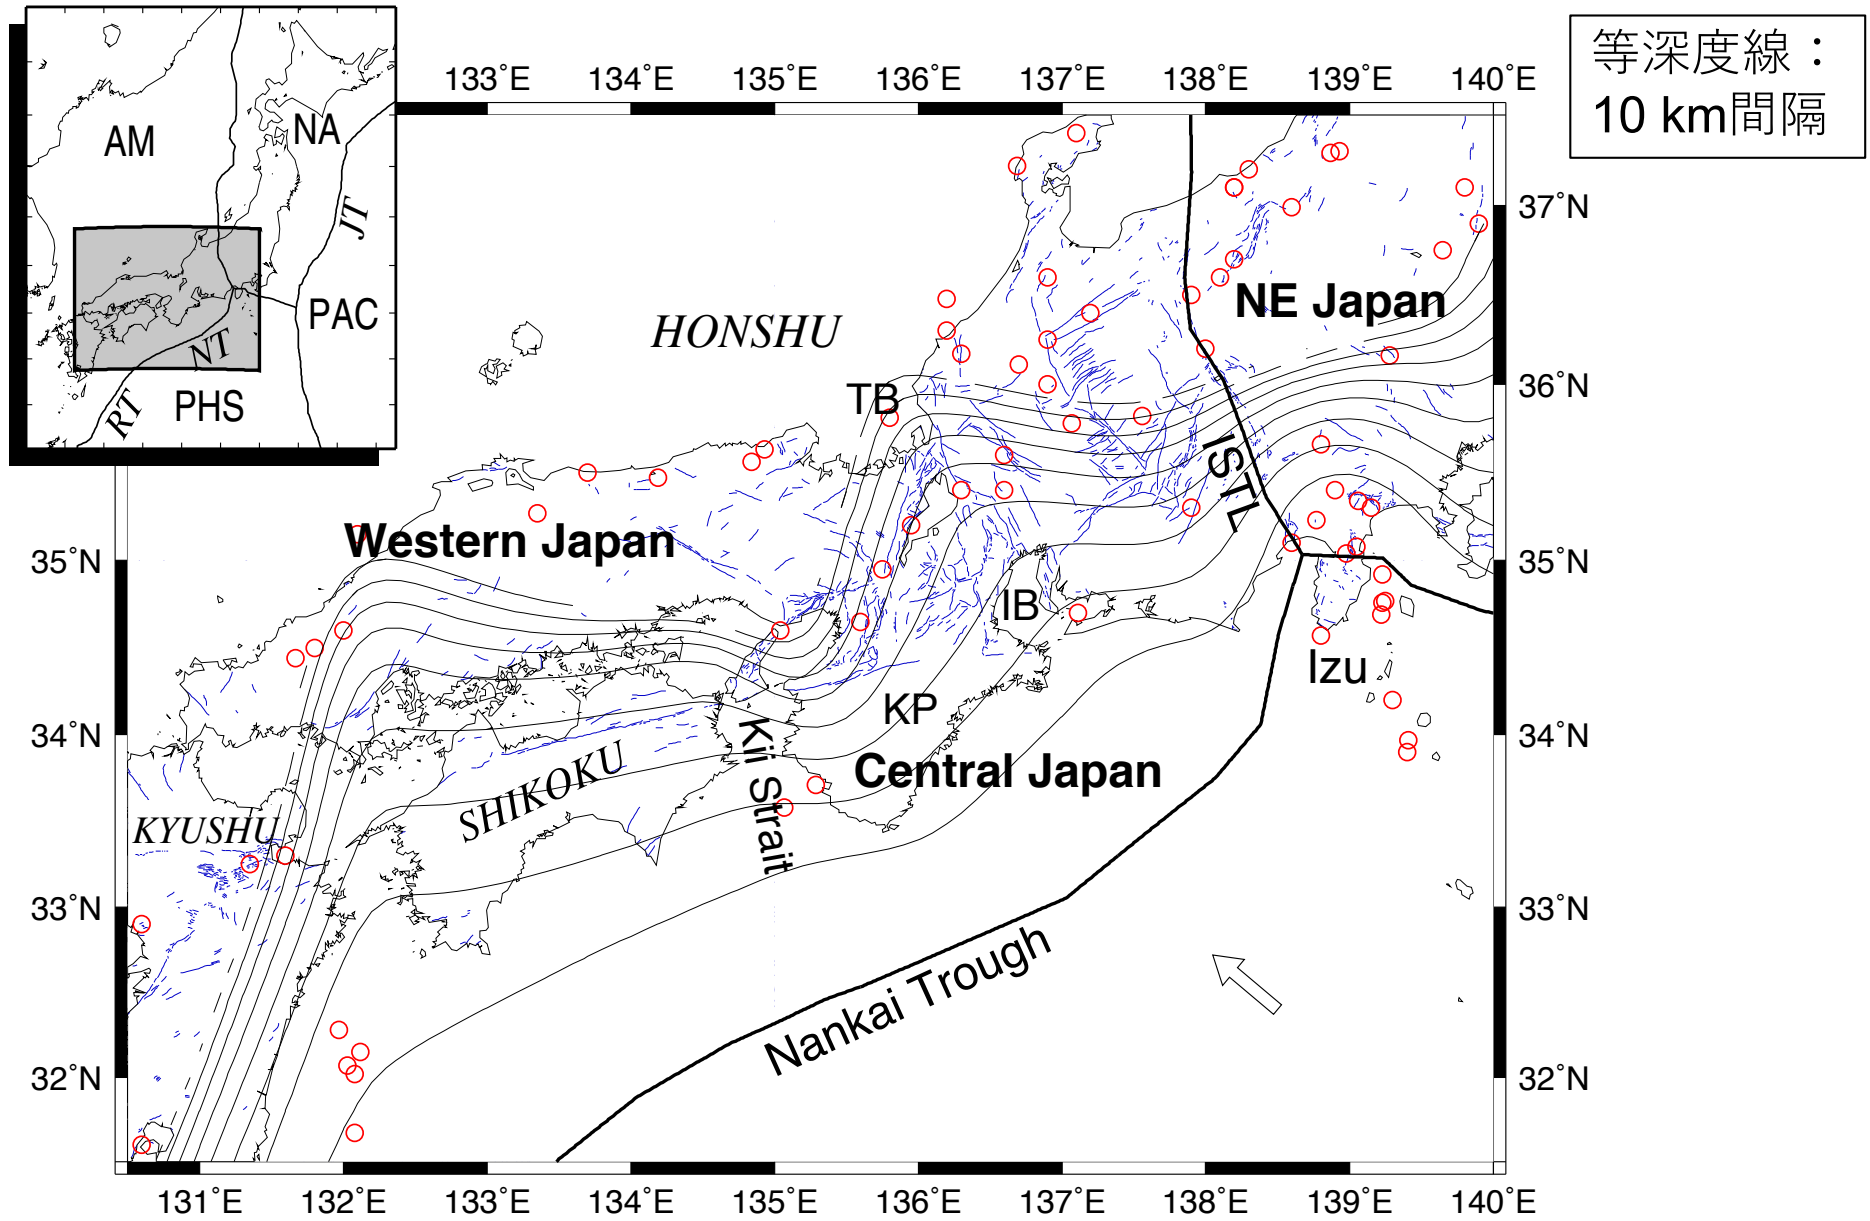 等深度線：
10 km間隔
133°E 134°E 135°E 136°E 137°E 138°E 139°E 140°E
AM
NA
JT
PAC
NT
RT
PHS
37°N
36°N
35°N
34°N
33°N
32°N
35°N
34°N
33°N
32°N
NE Japan
HONSHU
TB
ISTL
Western Japan
IB
Izu
KP
Kii Strait
Central Japan
SHIKOKU
KYUSHU
Nankai Trough
131°E 132°E 133°E 134°E 135°E 136°E 137°E 138°E 139°E 140°E